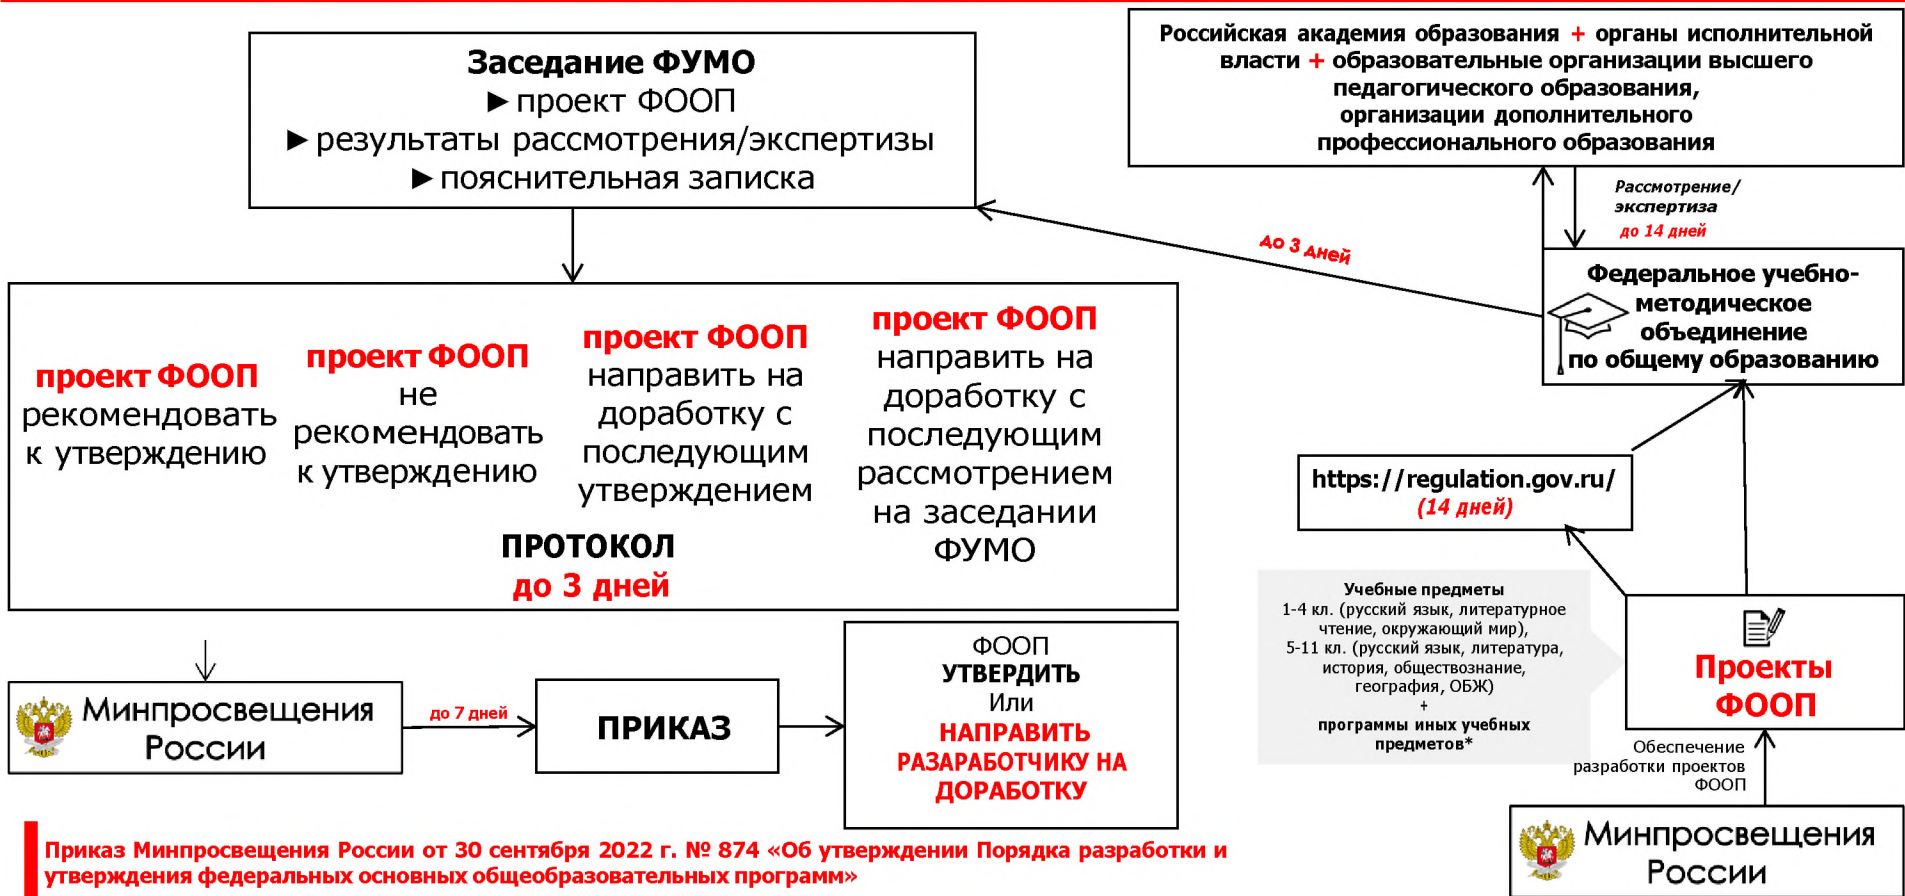 Заседание ФУМО
►проект ФООП
►результаты рассмотрения/экспертизы
►пояснительная записка
Российская академия образования + органы исполнительной
власти + образовательные организации высшего
педагогического образования,
организации дополнительного
профессионального образования
Рассмотрение/
экспертиза
до 14 дней
до 3 дней
Федеральное учебно-
методическое
объединение
по общему образованию
проект ФООП
рекомендовать
к утверждению
проект ФООП
не
рекомендовать
к утверждению
проект ФООП
направить на
доработку с
последующим
утверждением
проект ФООП
направить на
доработку с
последующим
рассмотрением
на заседании
ФУМО
ПРОТОКОЛ
до 3 дней
https://regulation.gov.ru/
(14 дней)
Учебные предметы
1-4 кл. (русский язык, литературное
чтение, окружающий мир),
5-11 кл. (русский язык, литература,
история, обществознание,
география, ОБЖ)
+
программы иных учебных
предметов*
Проекты
ФООП
Обеспечение
разработки проектов
ФООП
Минпросвещения
России
Минпросвещения
России
до 7 дней
ПРИКАЗ
ФООП
УТВЕРДИТЬ
Или
НАПРАВИТЬ
РАЗАРАБОТЧИКУ НА
ДОРАБОТКУ
Приказ Минпросвещения России от 30 сентября 2022 г. № 874 «Об утверждении Порядка разработки и
утверждения федеральных основных общеобразовательных программ»